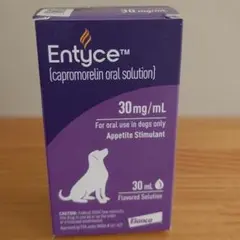 Entyce™
(capromorelin oral solution)
30 mg/mL
For oral use in dogs only
Appetite Stimulant
30 mL
Flavored Solution
Elanco